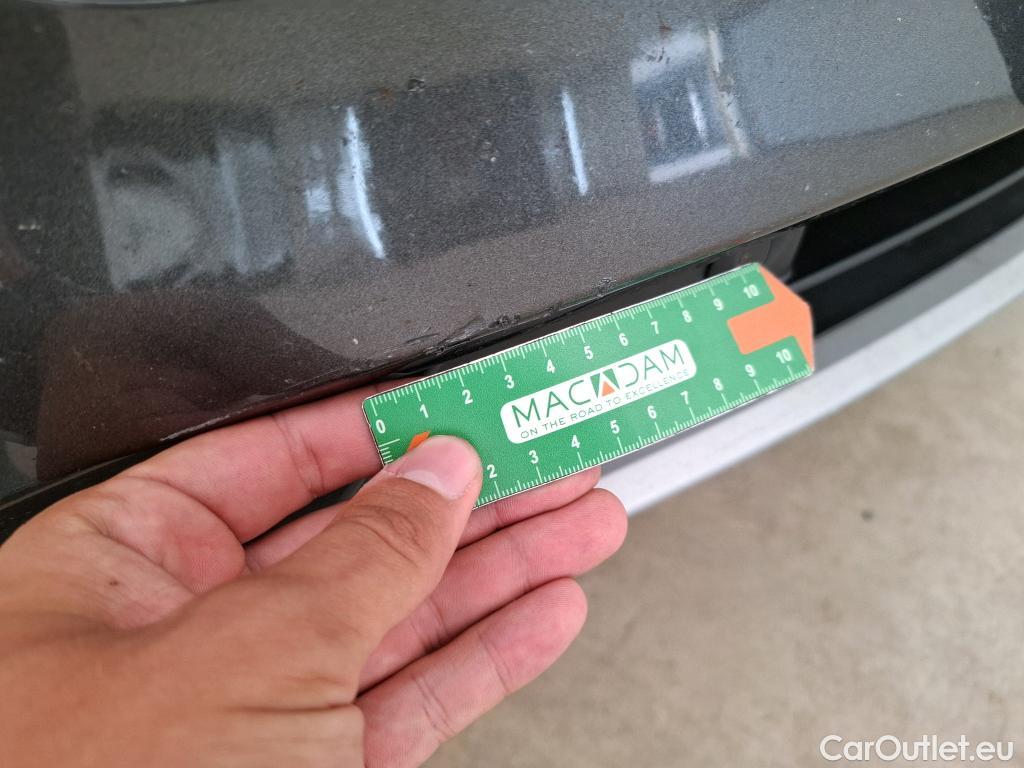 0 1 2 3 4 5 6 7 8 9 10
MACADAM
ON THE ROAD TO EXCELLENCE
2 3 4 5 6 7 8 9 10
CarOutlet.eu